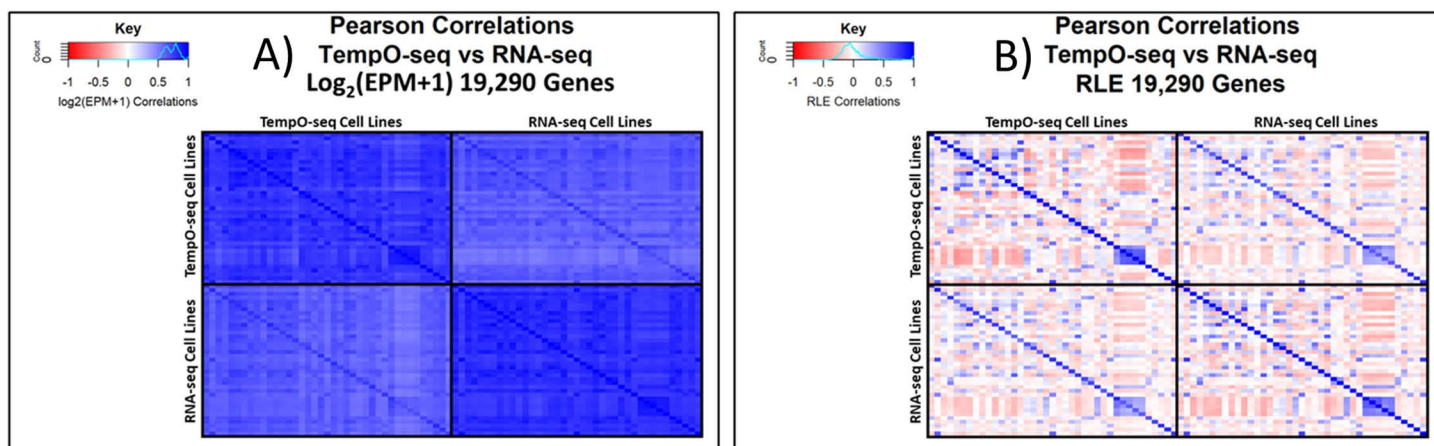 Key
Count
0
-1 -0.5 0 0.5 1
log2(EPM+1) Correlations
A)
Pearson Correlations
TempO-seq vs RNA-seq
Log2(EPM+1) 19,290 Genes
TempO-seq Cell Lines
RNA-seq Cell Lines
TempO-seq Cell Lines
RNA-seq Cell Lines
Key
Count
0
-1 -0.5 0 0.5 1
RLE Correlations
B)
Pearson Correlations
TempO-seq vs RNA-seq
RLE 19,290 Genes
TempO-seq Cell Lines
RNA-seq Cell Lines
TempO-seq Cell Lines
RNA-seq Cell Lines